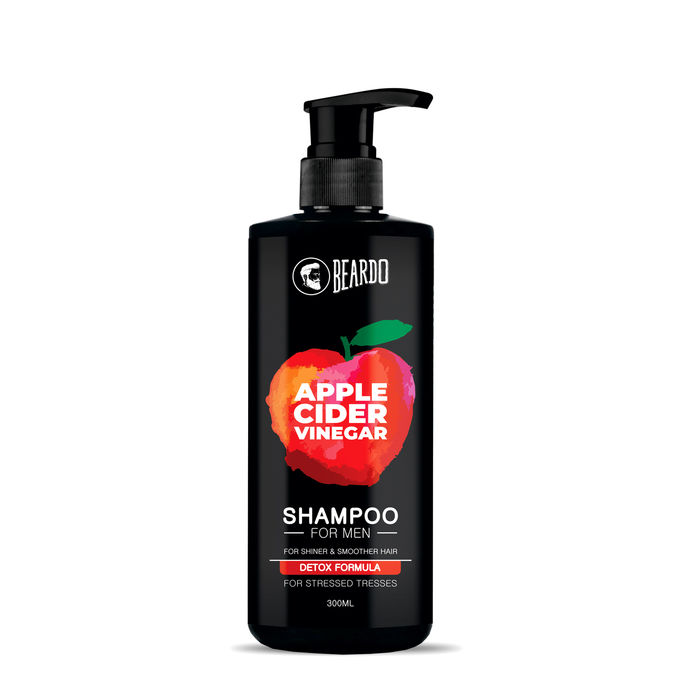 BEARDO
APPLE
CIDER
VINEGAR
SHAMPOO
FOR MEN
FOR SHINER & SMOOTHER HAIR
DETOX FORMULA
FOR STRESSED TRESSES
300ML